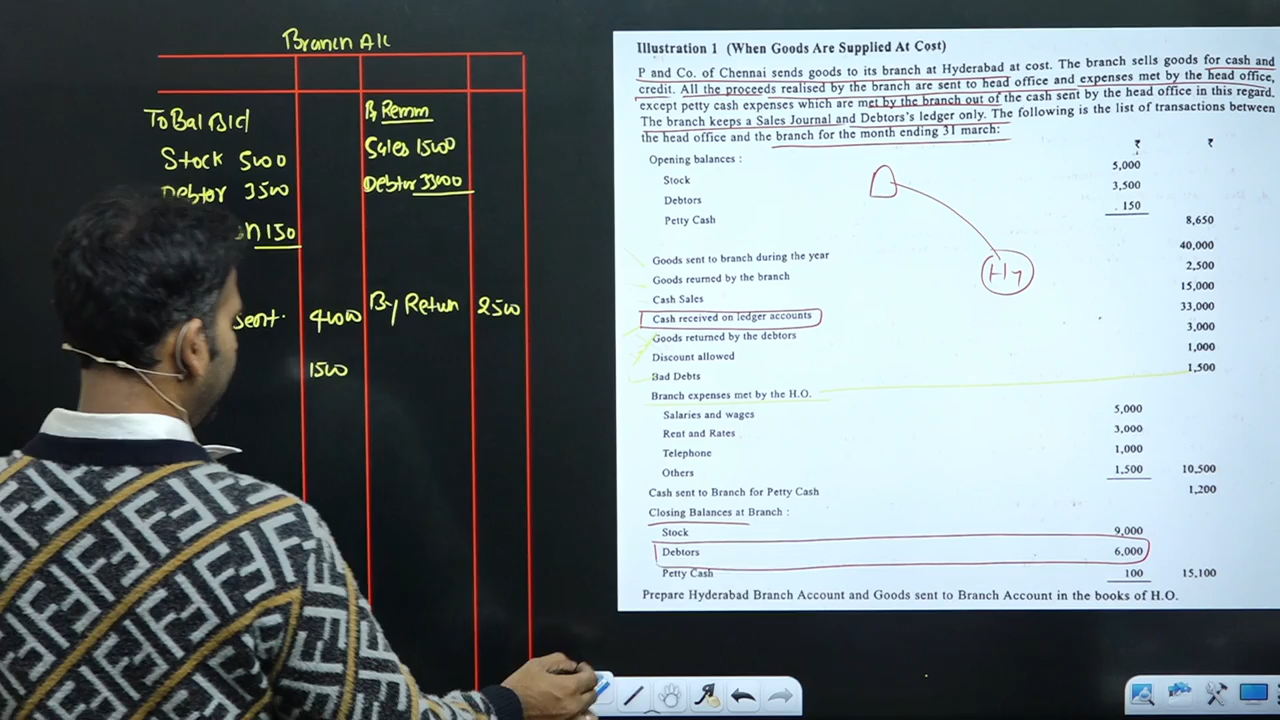 Branch A/c
To Bal B/d
Stock 5000
Debtor 3500
150
sent. 40000
1500
By Remm
Sales 15000
Debtor 33000
By Return 2500
Illustration 1 (When Goods Are Supplied At Cost)
P and Co. of Chennai sends goods to its branch at Hyderabad at cost. The branch sells goods for cash and
credit. All the proceeds realised by the branch are sent to head office and expenses met by the head office,
except petty cash expenses which are met by the branch out of the cash sent by the head office in this regard.
The branch keeps a Sales Journal and Debtors's ledger only. The following is the list of transactions between
the head office and the branch for the month ending 31 march:
₹ ₹
Opening balances :
Stock 5,000
Debtors 3,500
Petty Cash 150 8,650
Goods sent to branch during the year 40,000
Goods reurned by the branch 2,500
Cash Sales 15,000
Cash received on ledger accounts 33,000
Goods returned by the debtors 3,000
Discount allowed 1,000
Bad Debts 1,500
Branch expenses met by the H.O.
Salaries and wages 5,000
Rent and Rates 3,000
Telephone 1,000
Others 1,500 10,500
Cash sent to Branch for Petty Cash 1,200
Closing Balances at Branch :
Stock 9,000
Debtors 6,000
Petty Cash 100 15,100
Prepare Hyderabad Branch Account and Goods sent to Branch Account in the books of H.O.
Hy